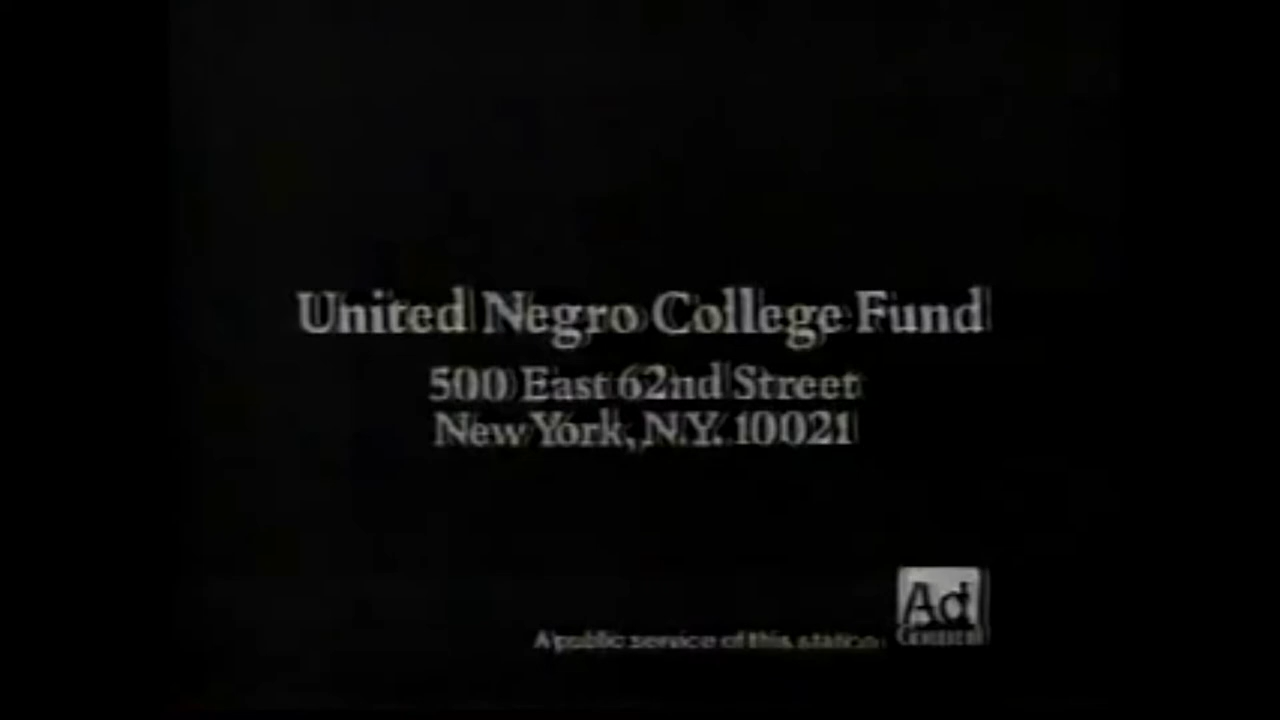 United Negro College Fund
500 East 62nd Street
New York, N.Y. 10021
Ad
Council
A public service of this station